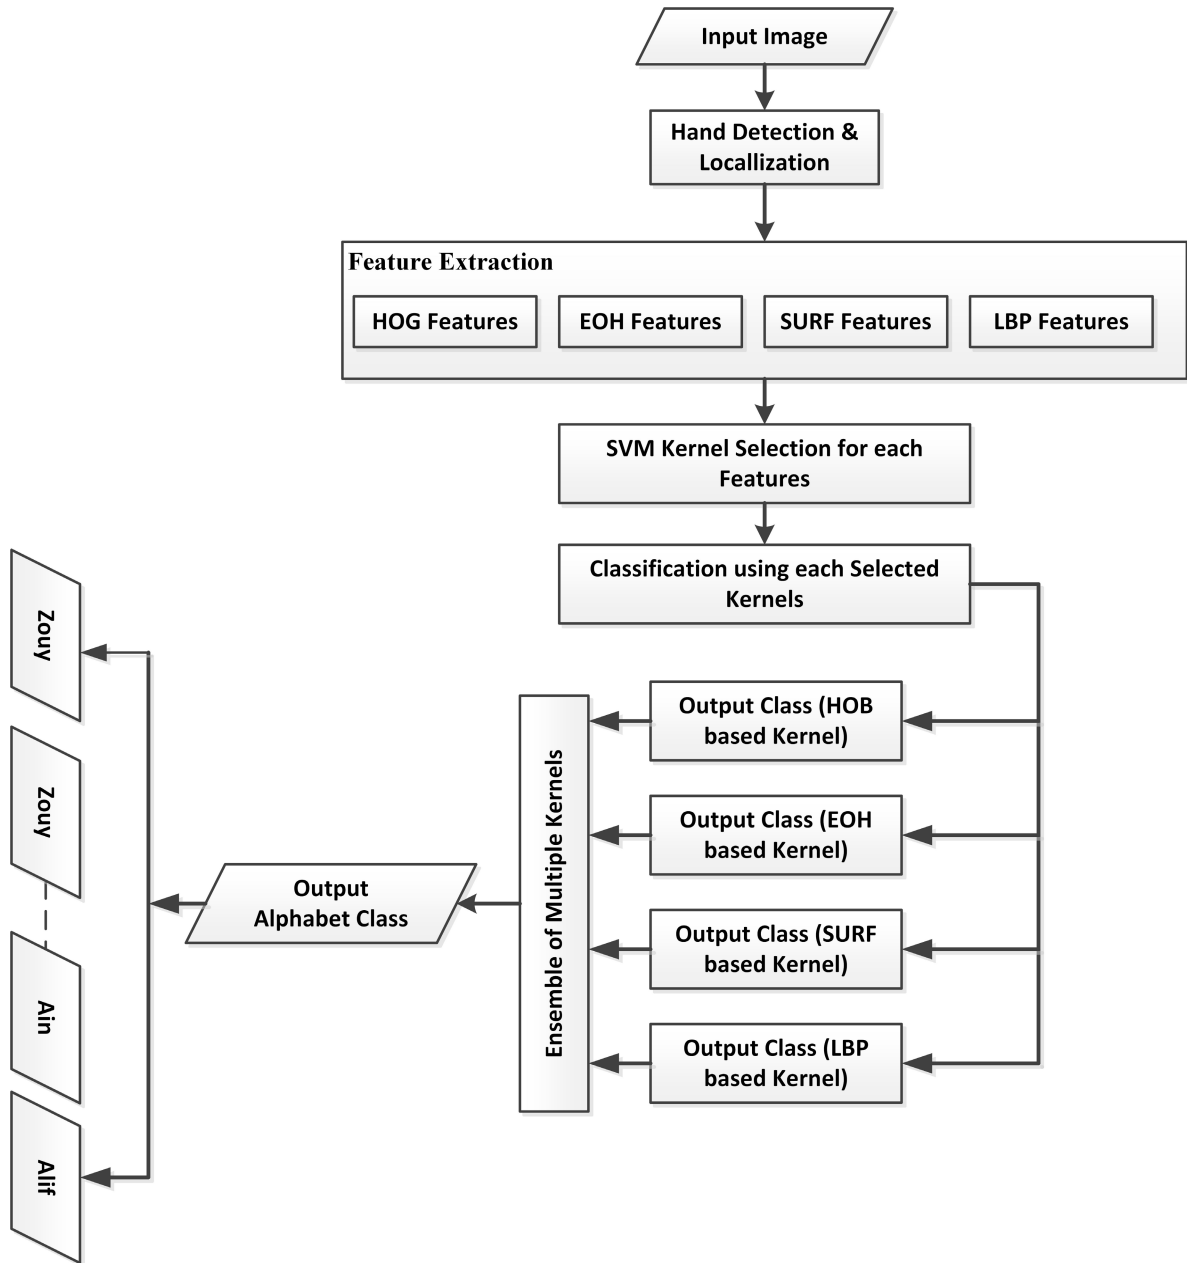 Input Image
Hand Detection &
Locallization
Feature Extraction
HOG Features
EOH Features
SURF Features
LBP Features
SVM Kernel Selection for each
Features
Classification using each Selected
Kernels
Output Class (HOB
based Kernel)
Output Class (EOH
based Kernel)
Output Class (SURF
based Kernel)
Output Class (LBP
based Kernel)
Ensemble of Multiple Kernels
Output
Alphabet Class
Zouy
Zouy
Ain
Alif